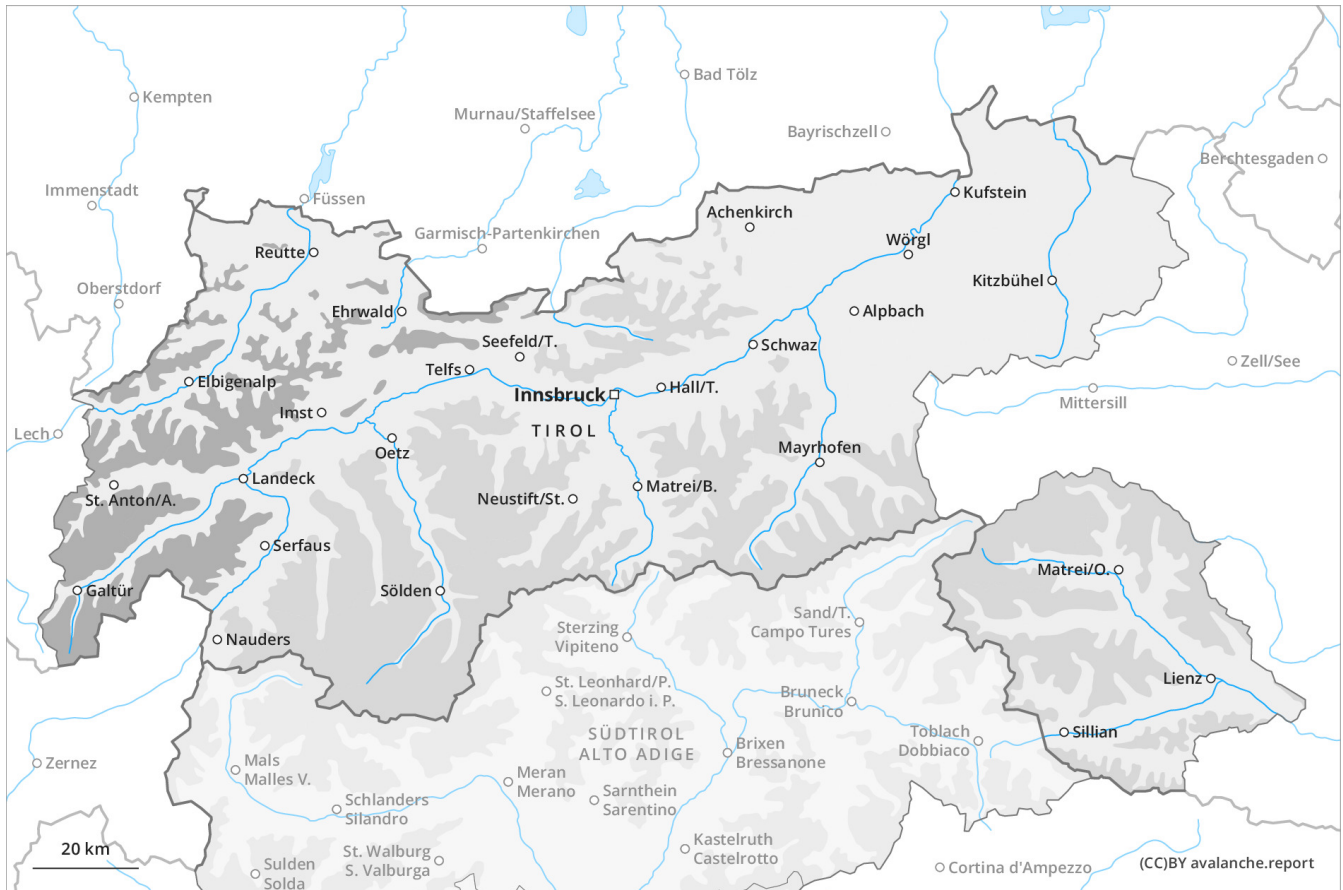 Bad Tölz
Kempten
Murnau/Staffelsee
Bayrischzell
Berchtesgaden
Immenstadt
Füssen
Kufstein
Achenkirch
Garmisch-Partenkirchen
Wörgl
Reutte
Oberstdorf
Kitzbühel
Ehrwald
Alpbach
Seefeld/T.
Schwaz
Zell/See
Telfs
Elbigenalp
Hall/T.
Innsbruck
Mittersill
Imst
TIROL
Lech
Oetz
Mayrhofen
Landeck
Matrei/B.
St. Anton/A.
Neustift/St.
Serfaus
Matrei/O.
Galtür
Sölden
Sand/T.
Campo Tures
Sterzing
Vipiteno
Nauders
Lienz
St. Leonhard/P.
S. Leonardo i. P.
Bruneck
Brunico
SÜDTIROL
ALTO ADIGE
Toblach
Dobbiaco
Sillian
Brixen
Bressanone
Zernez
Mals
Malles V.
Meran
Merano
Sarnthein
Sarentino
Schlanders
Silandro
Kastelruth
Castelrotto
20 km
St. Walburg
S. Valburga
Sulden
Solda
Cortina d'Ampezzo
(CC)BY avalanche.report